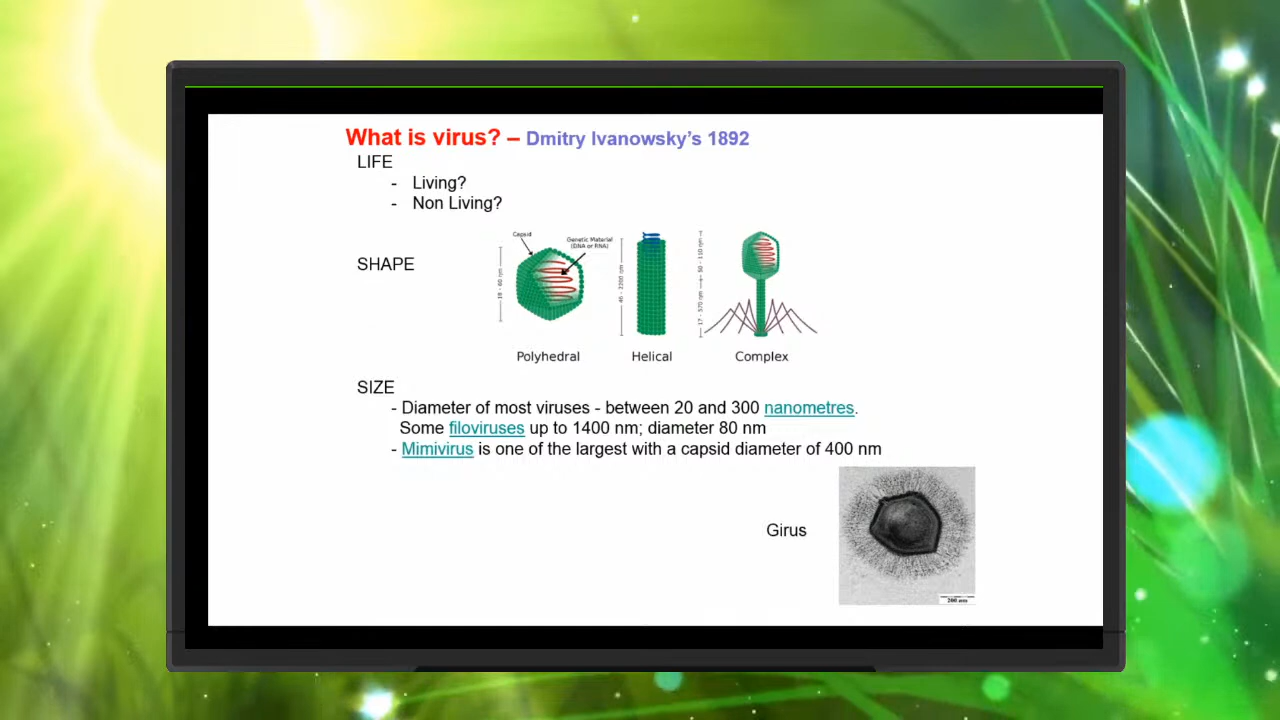 What is virus? – Dmitry Ivanowsky's 1892
LIFE
- Living?
- Non Living?
SHAPE
Capsid
Genetic Material
(DNA or RNA)
Polyhedral
Helical
Complex
SIZE
- Diameter of most viruses - between 20 and 300 nanometres.
Some filoviruses up to 1400 nm; diameter 80 nm
- Mimivirus is one of the largest with a capsid diameter of 400 nm
Girus
200 nm